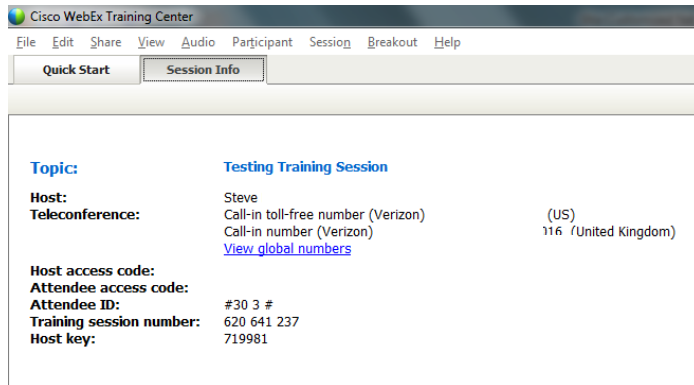 Cisco WebEx Training Center
File Edit Share View Audio Participant Session Breakout Help
Quick Start Session Info
Topic: Testing Training Session
Host: Steve
Teleconference: Call-in toll-free number (Verizon) (US)
Call-in number (Verizon) (United Kingdom)
View global numbers
Host access code:
Attendee access code:
Attendee ID: #30 3 #
Training session number: 620 641 237
Host key: 719981